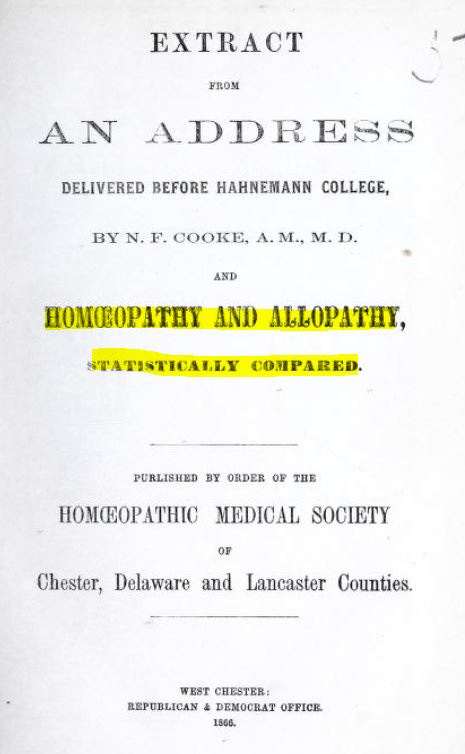 EXTRACT
FROM
AN ADDRESS
DELIVERED BEFORE HAHNEMANN COLLEGE,
BY N. F. COOKE, A. M., M. D.
AND
HOMŒOPATHY AND ALLOPATHY,
STATISTICALLY COMPARED.
PUBLISHED BY ORDER OF THE
HOMŒOPATHIC MEDICAL SOCIETY
OF
Chester, Delaware and Lancaster Counties.
WEST CHESTER:
REPUBLICAN & DEMOCRAT OFFICE.
1866.